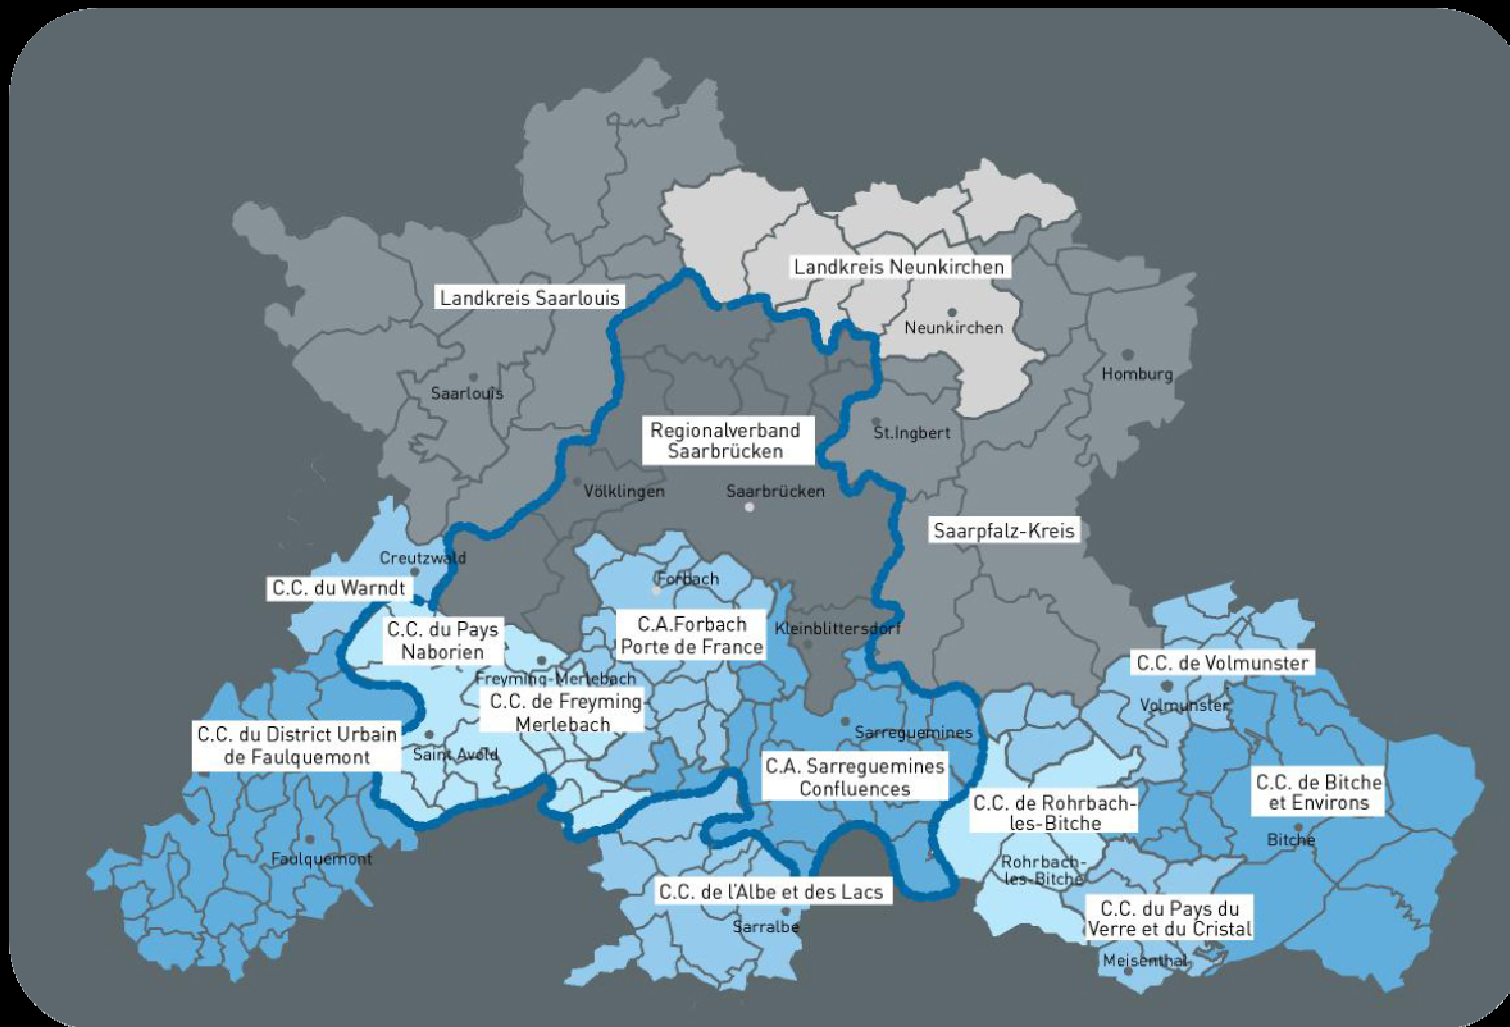 Landkreis Neunkirchen
Landkreis Saarlouis
Neunkirchen
Homburg
Saarlouis
Regionalverband
Saarbrücken
St.Ingbert
Völklingen
Saarbrücken
Saarpfalz-Kreis
Creutzwald
C.C. du Warndt
Forbach
C.C. du Pays
Naborien
C.A.Forbach
Porte de France
Kleinblittersdorf
C.C. de Volmunster
Freyming-Merlebach
C.C. de Freyming-
Merlebach
Volmunster
C.C. du District Urbain
de Faulquemont
Saint Avold
Sarreguemines
C.A. Sarreguemines
Confluences
C.C. de Bitche
et Environs
C.C. de Rohrbach-
les-Bitche
Bitche
Faulquemont
Rohrbach-
les-Bitche
C.C. de l'Albe et des Lacs
Sarralbe
C.C. du Pays du
Verre et du Cristal
Meisenthal